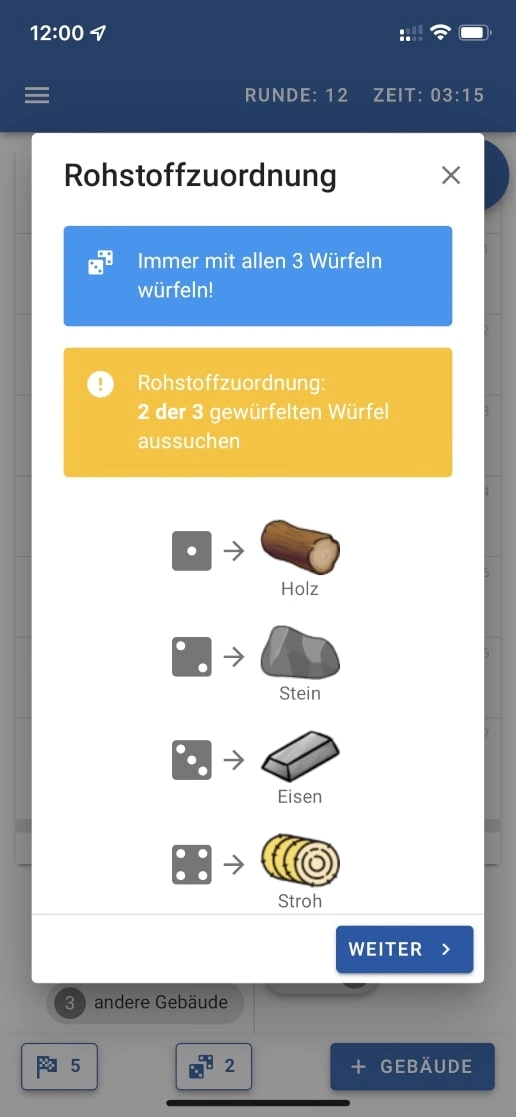 12:00
RUNDE: 12 ZEIT: 03:15
Rohstoffzuordnung
Immer mit allen 3 Würfeln
würfeln!
Rohstoffzuordnung:
2 der 3 gewürfelten Würfel
aussuchen
Holz
Stein
Eisen
Stroh
WEITER
3 andere Gebäude
5
2
+ GEBÄUDE